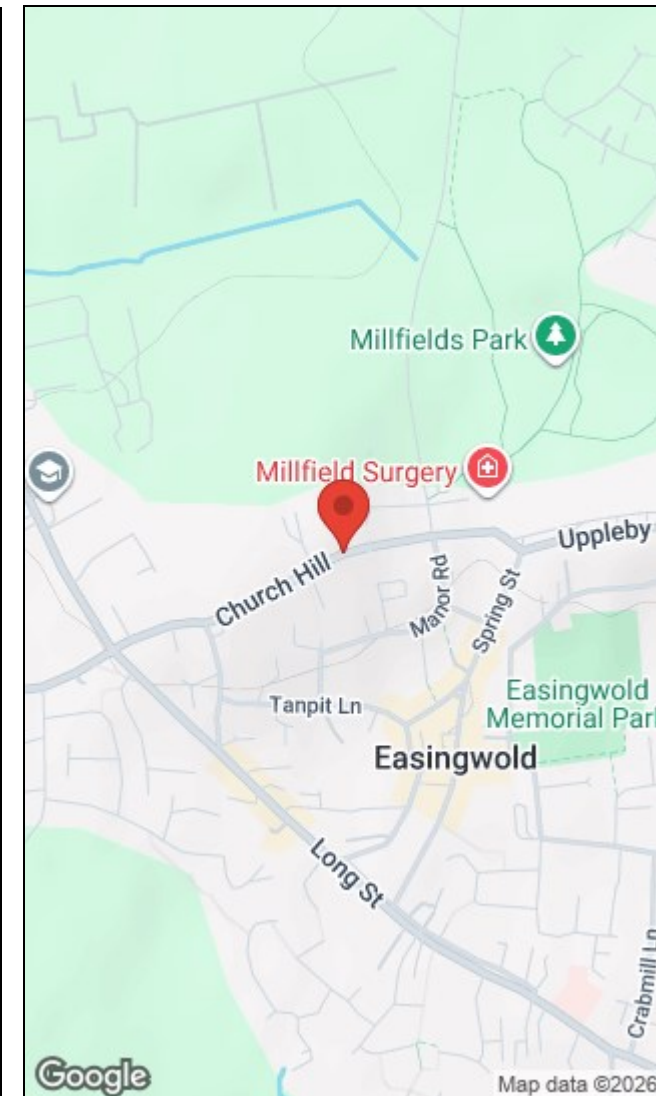 Millfields Park
Millfield Surgery
Uppleby
Church Hill
Manor Rd
Spring St
Easingwold
Memorial Park
Tanpit Ln
Easingwold
Long St
Crabmill Ln
Google
Map data ©2026